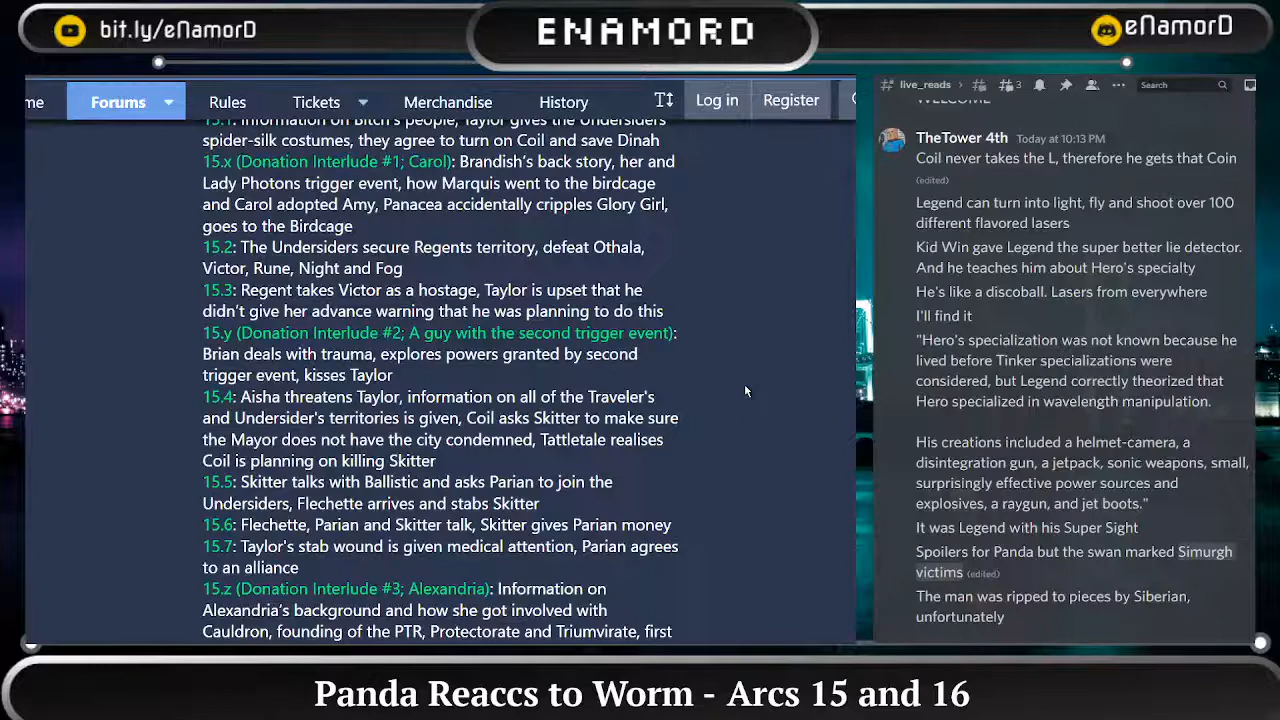 bit.ly/eNamorD
ENAMORD
eNamorD
me
Forums
Rules
Tickets
Merchandise
History
Log in
Register
15.1: Information on Bitch's people, Taylor gives the Undersiders
spider-silk costumes, they agree to turn on Coil and save Dinah
15.x (Donation Interlude #1; Carol): Brandish's back story, her and
Lady Photons trigger event, how Marquis went to the birdcage
and Carol adopted Amy, Panacea accidentally cripples Glory Girl,
goes to the Birdcage
15.2: The Undersiders secure Regents territory, defeat Othala,
Victor, Rune, Night and Fog
15.3: Regent takes Victor as a hostage, Taylor is upset that he
didn't give her advance warning that he was planning to do this
15.y (Donation Interlude #2; A guy with the second trigger event):
Brian deals with trauma, explores powers granted by second
trigger event, kisses Taylor
15.4: Aisha threatens Taylor, information on all of the Traveler's
and Undersider's territories is given, Coil asks Skitter to make sure
the Mayor does not have the city condemned, Tattletale realises
Coil is planning on killing Skitter
15.5: Skitter talks with Ballistic and asks Parian to join the
Undersiders, Flechette arrives and stabs Skitter
15.6: Flechette, Parian and Skitter talk, Skitter gives Parian money
15.7: Taylor's stab wound is given medical attention, Parian agrees
to an alliance
15.z (Donation Interlude #3; Alexandria): Information on
Alexandria's background and how she got involved with
Cauldron, founding of the PTR, Protectorate and Triumvirate, first
live_reads
3
Search
WELCOME
TheTower 4th Today at 10:13 PM
Coil never takes the L, therefore he gets that Coin
(edited)
Legend can turn into light, fly and shoot over 100
different flavored lasers
Kid Win gave Legend the super better lie detector.
And he teaches him about Hero's specialty
He's like a discoball. Lasers from everywhere
I'll find it
"Hero's specialization was not known because he
lived before Tinker specializations were
considered, but Legend correctly theorized that
Hero specialized in wavelength manipulation.
His creations included a helmet-camera, a
disintegration gun, a jetpack, sonic weapons, small,
surprisingly effective power sources and
explosives, a raygun, and jet boots."
It was Legend with his Super Sight
Spoilers for Panda but the swan marked Simurgh
victims (edited)
The man was ripped to pieces by Siberian,
unfortunately
Panda Reaccs to Worm - Arcs 15 and 16